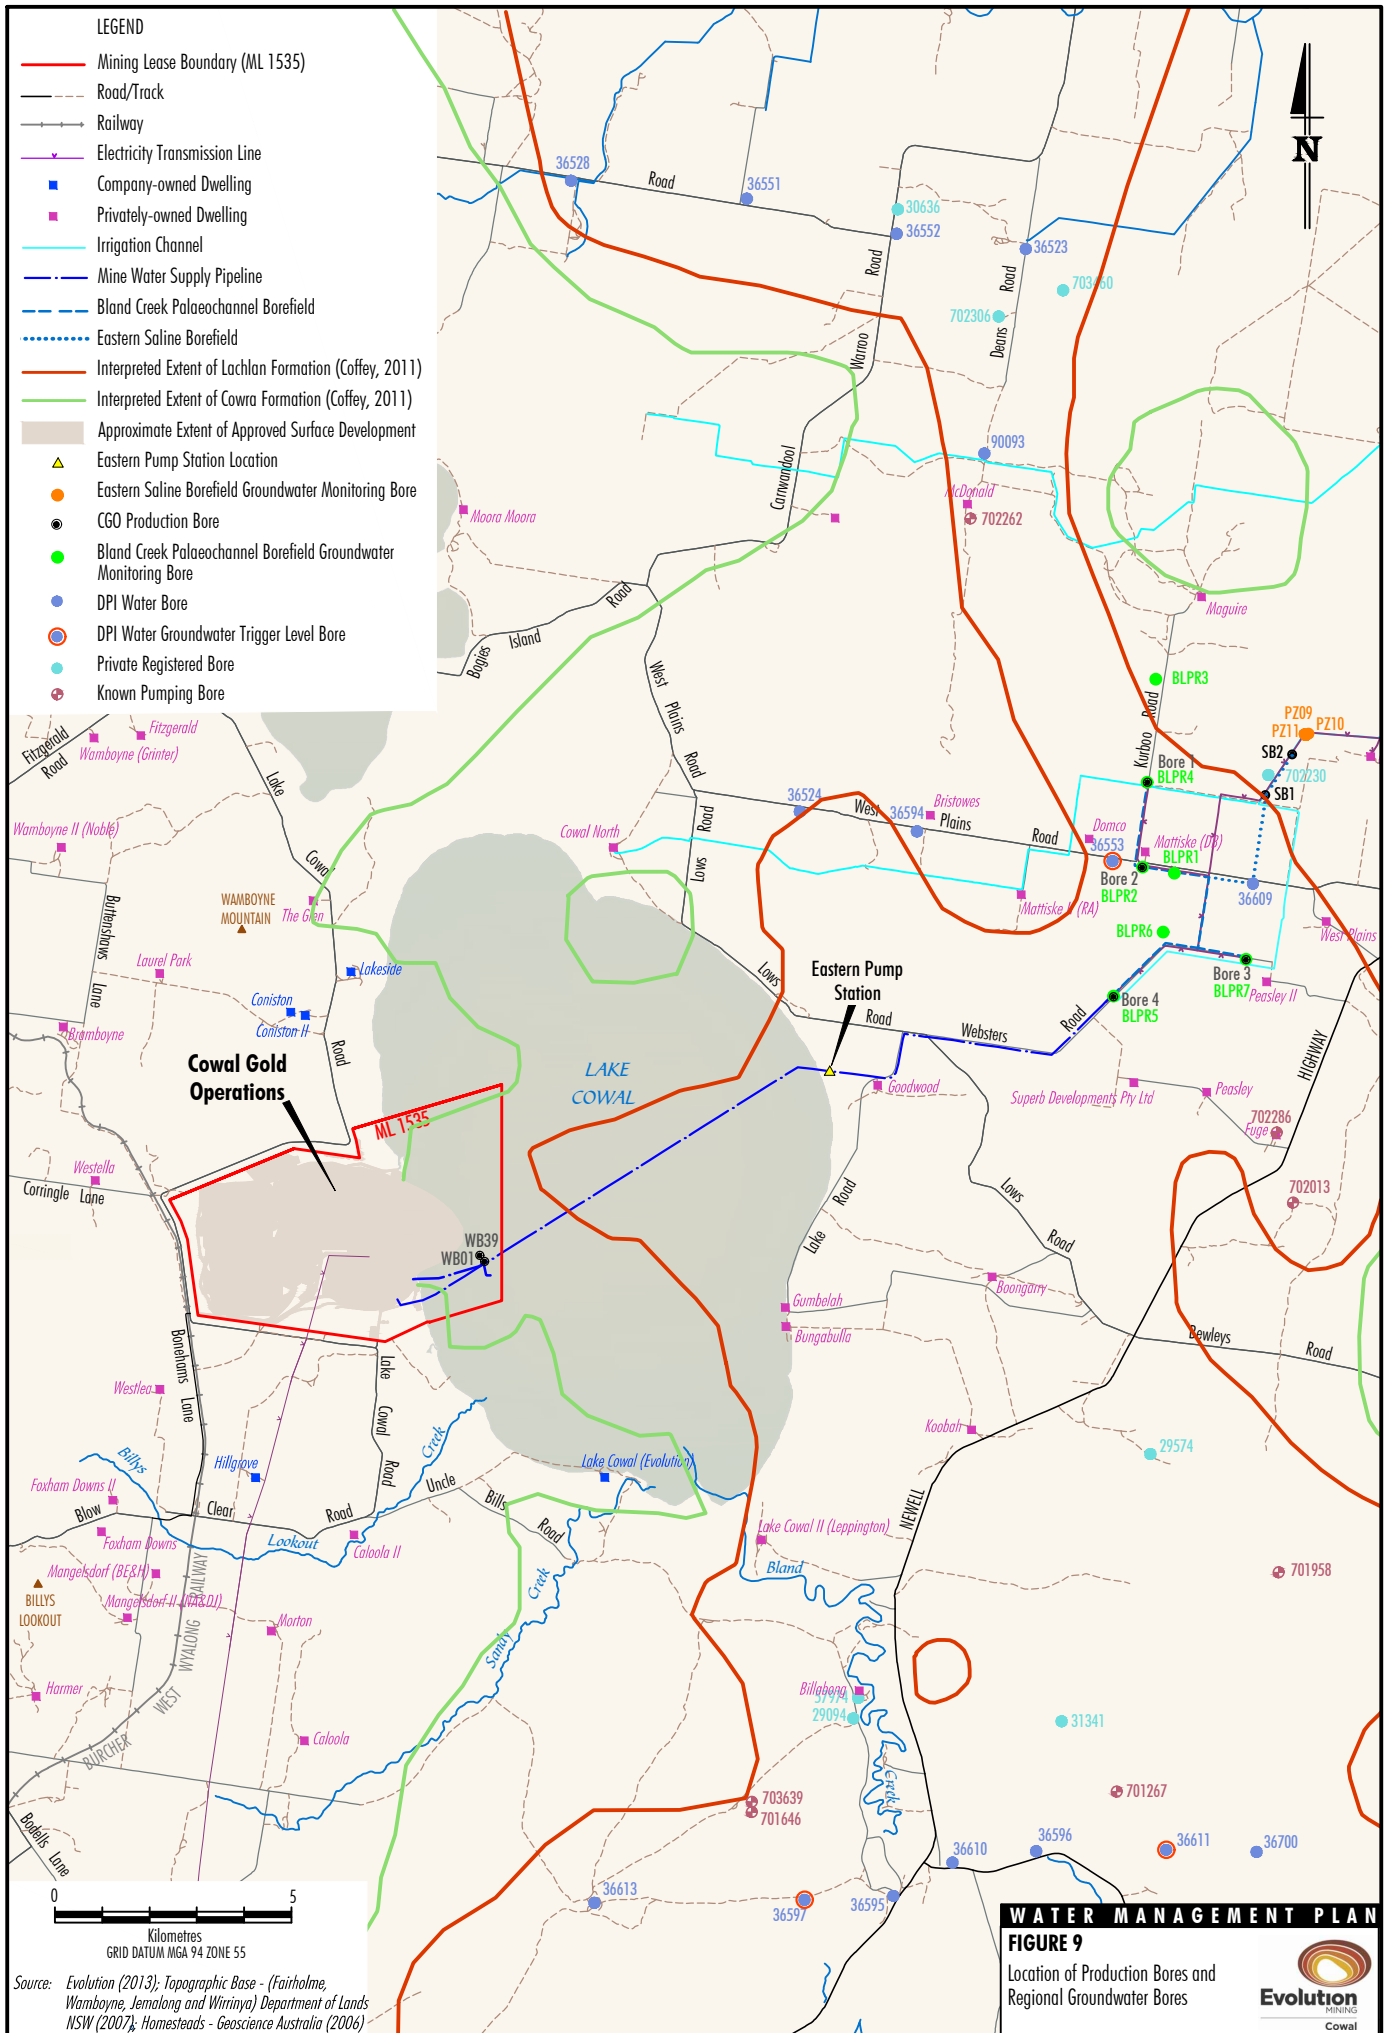 LEGEND
Mining Lease Boundary (ML 1535)
Road/Track
Railway
Electricity Transmission Line
Company-owned Dwelling
Privately-owned Dwelling
Irrigation Channel
Mine Water Supply Pipeline
Bland Creek Palaeochannel Borefield
Eastern Saline Borefield
Interpreted Extent of Lachlan Formation (Coffey, 2011)
Interpreted Extent of Cowra Formation (Coffey, 2011)
Approximate Extent of Approved Surface Development
Eastern Pump Station Location
Eastern Saline Borefield Groundwater Monitoring Bore
CGO Production Bore
Bland Creek Palaeochannel Borefield Groundwater
Monitoring Bore
DPI Water Bore
DPI Water Groundwater Trigger Level Bore
Private Registered Bore
Known Pumping Bore
N
36528
Road
36551
30636
36552
Road
36523
Road
703460
702306
Deans
Warroo
90093
Canwandool
McDonald
702262
Moora Moora
Road
Island
Bogies
Maguire
West
Plains
Road
BLPR3
Road
Kurboo
PZ09
PZ11
PZ10
SB2
702230
SB1
Bore 1
BLPR4
Fitzgerald
Road
Fitzgerald
Wamboyne (Grinter)
Lake
Cowal
36524
West
Plains
Road
36594
Bristowes
Domco
Mattiske (DB)
36553
BLPR1
Bore 2
BLPR2
36609
Wamboyne II (Noble)
Cowal North
Road
Lows
WAMBOYNE
MOUNTAIN
The Glen
Mattiske II (RA)
West Plains
BLPR6
Buttenshaws
Lane
Laurel Park
Lakeside
Lows
Road
Eastern Pump
Station
Bore 3
BLPR7
Peasley II
Bore 4
BLPR5
Coniston
Coniston II
Bramboyne
Road
Websters
Road
HIGHWAY
Cowal Gold
Operations
LAKE
COWAL
Goodwood
Superb Developments Pty Ltd
Peasley
ML 1535
702286
Fuge
Westella
Corringle Lane
702013
Lake
Road
Lows
Road
WB39
WB01
Boongarry
Gumbelah
Bungabulla
Bewleys
Road
Bonehams
Lane
Lake
Cowal
Road
Westlea
Koobah
29574
Billys
Hillgrove
Creek
Lake Cowal (Evolution)
Foxham Downs II
Blow
Clear
Road
Uncle
Bills
Road
NEWELL
Foxham Downs
Lookout
Caloola II
Lake Cowal II (Leppington)
Mangelsdorf (BE&H)
Bland
701958
BILLYS
LOOKOUT
Mangelsdorf II (NA&DJ)
RAILWAY
WYALONG
WEST
BURCHER
Morton
Creek
Sandy
Harmer
Billabong
57974
29094
31341
Caloola
Creek
703639
701646
701267
Bodells
Lane
36610
36596
36611
36700
36613
36597
36595
0
5
Kilometres
GRID DATUM MGA 94 ZONE 55
Source: Evolution (2013); Topographic Base - (Fairholme,
Wamboyne, Jemalong and Wirrinya) Department of Lands
NSW (2007); Homesteads - Geoscience Australia (2006)
WATER MANAGEMENT PLAN
FIGURE 9
Location of Production Bores and
Regional Groundwater Bores
Evolution
MINING
Cowal